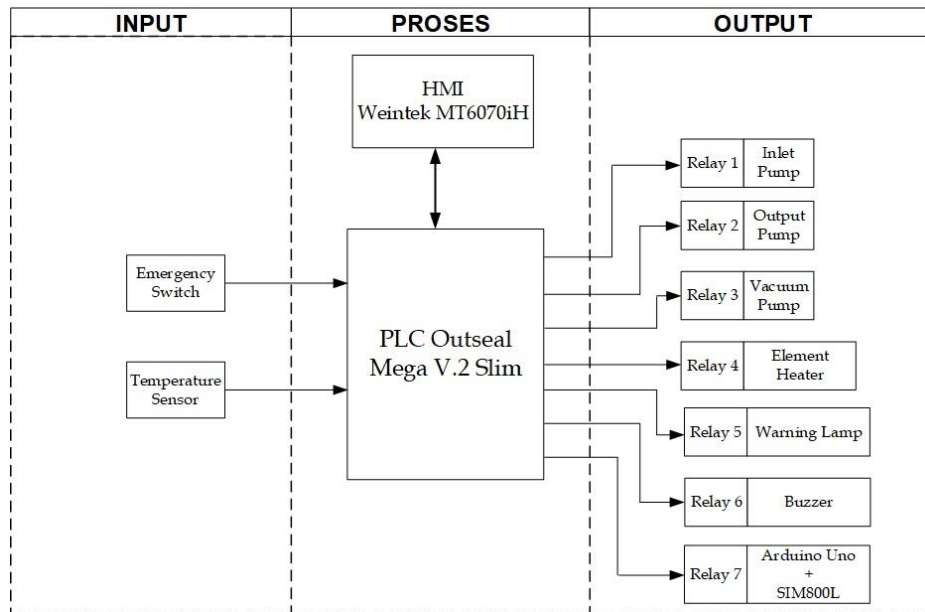 INPUT
PROSES
OUTPUT
HMI
Weintek MT6070iH
Emergency
Switch
Temperature
Sensor
PLC Outseal
Mega V.2 Slim
Relay 1
Inlet
Pump
Relay 2
Output
Pump
Relay 3
Vacuum
Pump
Relay 4
Element
Heater
Relay 5
Warning Lamp
Relay 6
Buzzer
Relay 7
Arduino Uno
+
SIM800L